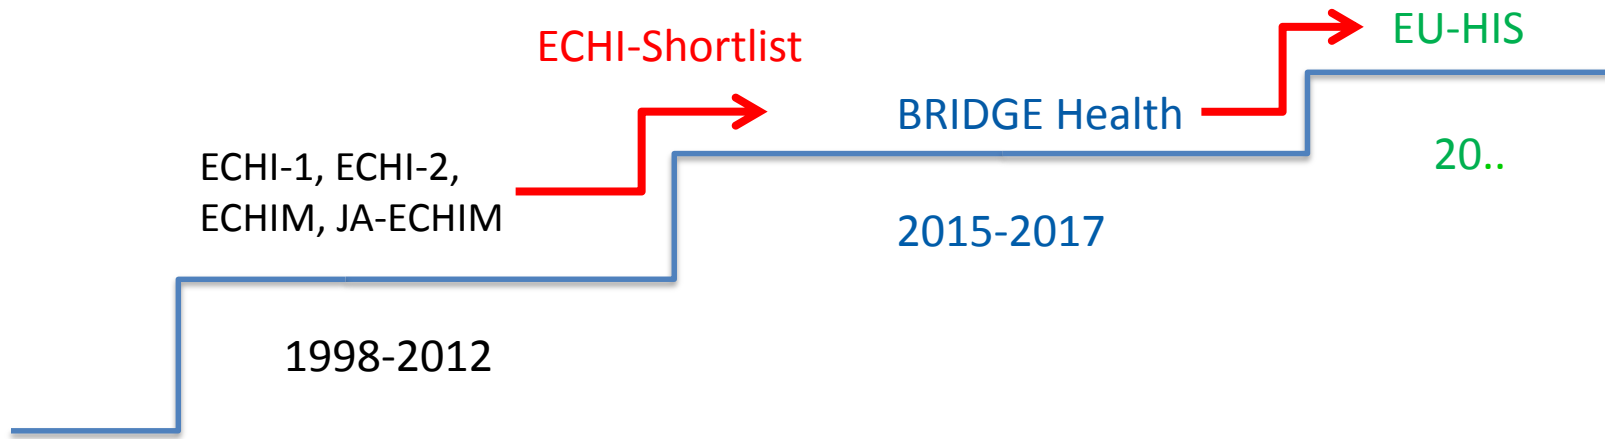 ECHI-1, ECHI-2,
ECHIM, JA-ECHIM
1998-2012
ECHI-Shortlist
BRIDGE Health
2015-2017
EU-HIS
20..